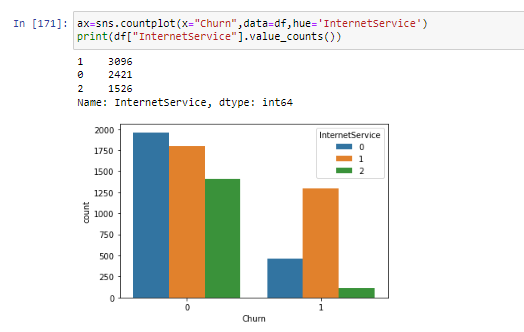 In [171]: ax=sns.countplot(x="Churn",data=df,hue='InternetService')
print(df["InternetService"].value_counts())
1    3096
0    2421
2    1526
Name: InternetService, dtype: int64
InternetService
0
1
2
2000
1750
1500
1250
1000
750
500
250
0
count
0 1
Churn